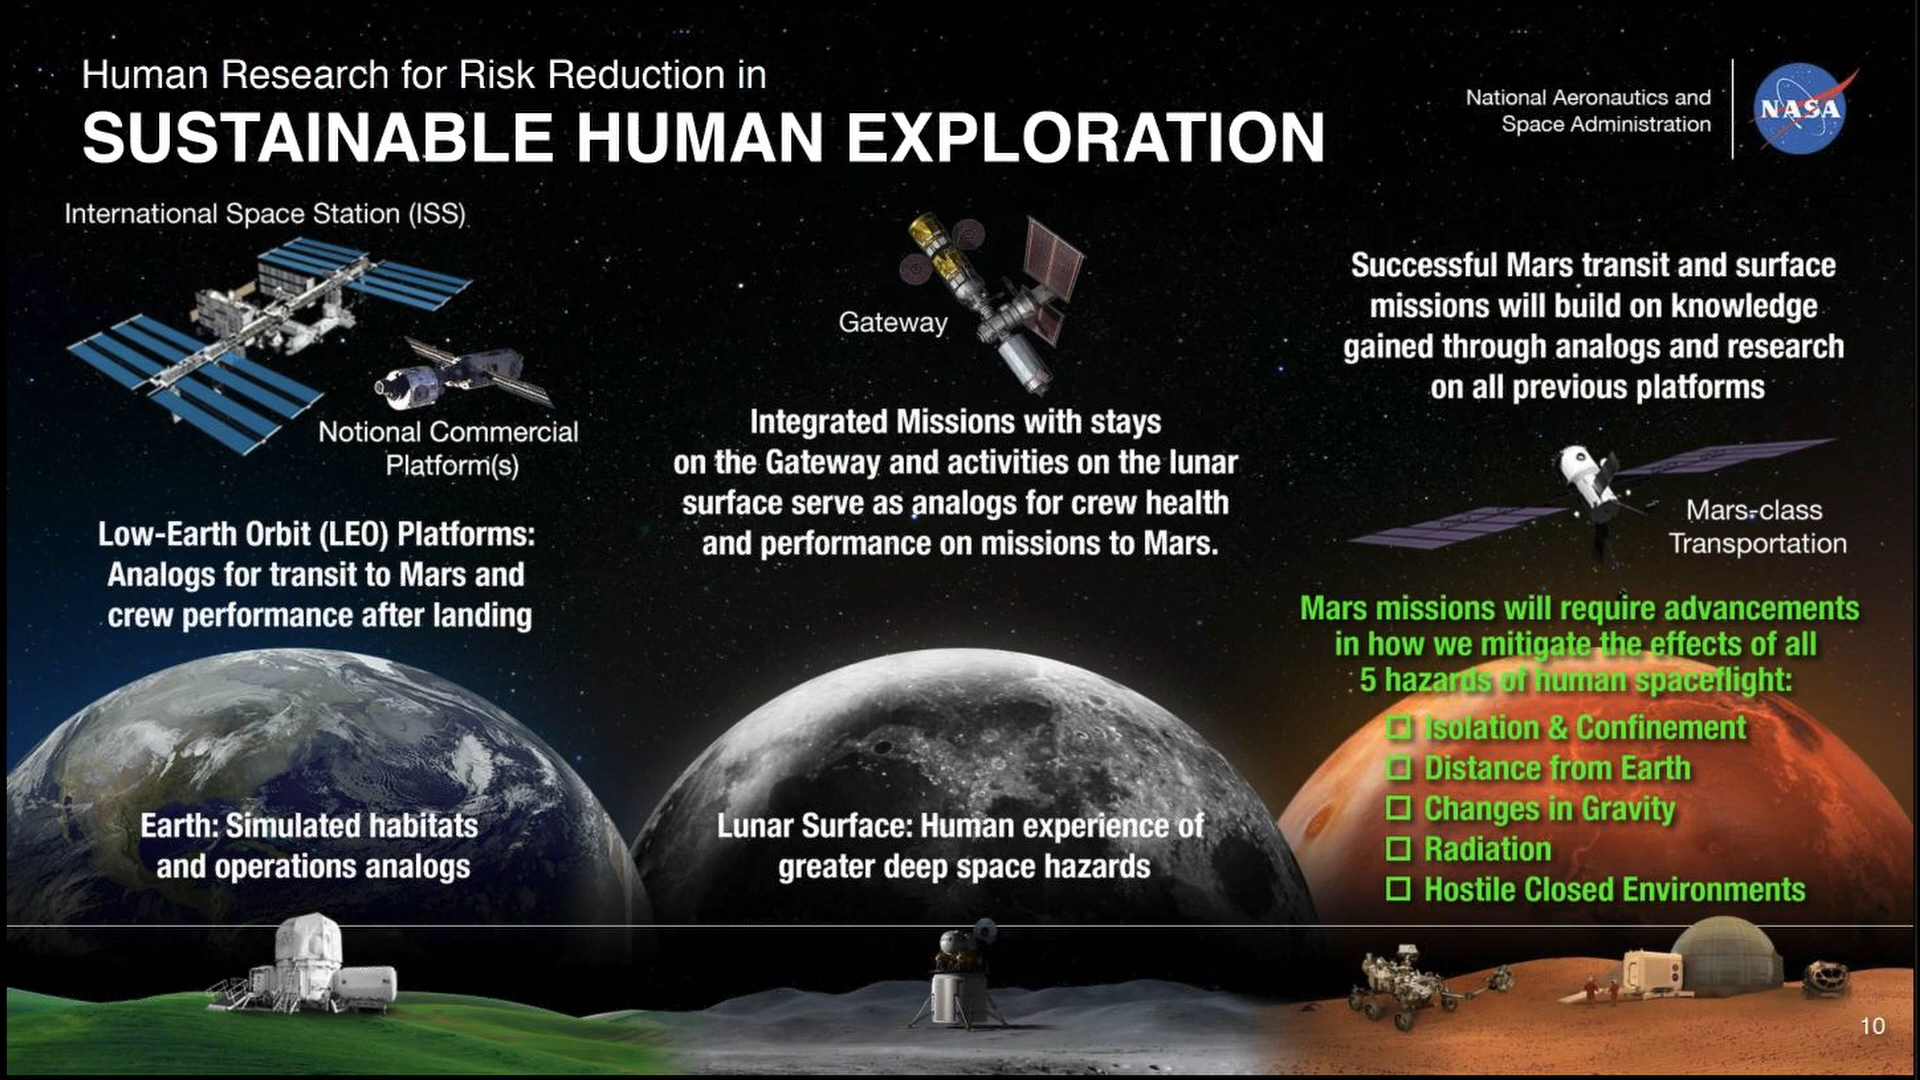 Human Research for Risk Reduction in
SUSTAINABLE HUMAN EXPLORATION
National Aeronautics and
Space Administration
NASA
International Space Station (ISS)
Notional Commercial
Platform(s)
Low-Earth Orbit (LEO) Platforms:
Analogs for transit to Mars and
crew performance after landing
Earth: Simulated habitats
and operations analogs
Gateway
Integrated Missions with stays
on the Gateway and activities on the lunar
surface serve as analogs for crew health
and performance on missions to Mars.
Lunar Surface: Human experience of
greater deep space hazards
Successful Mars transit and surface
missions will build on knowledge
gained through analogs and research
on all previous platforms
Mars-class
Transportation
Mars missions will require advancements
in how we mitigate the effects of all
5 hazards of human spaceflight:
☐ Isolation & Confinement
☐ Distance from Earth
☐ Changes in Gravity
☐ Radiation
☐ Hostile Closed Environments
10